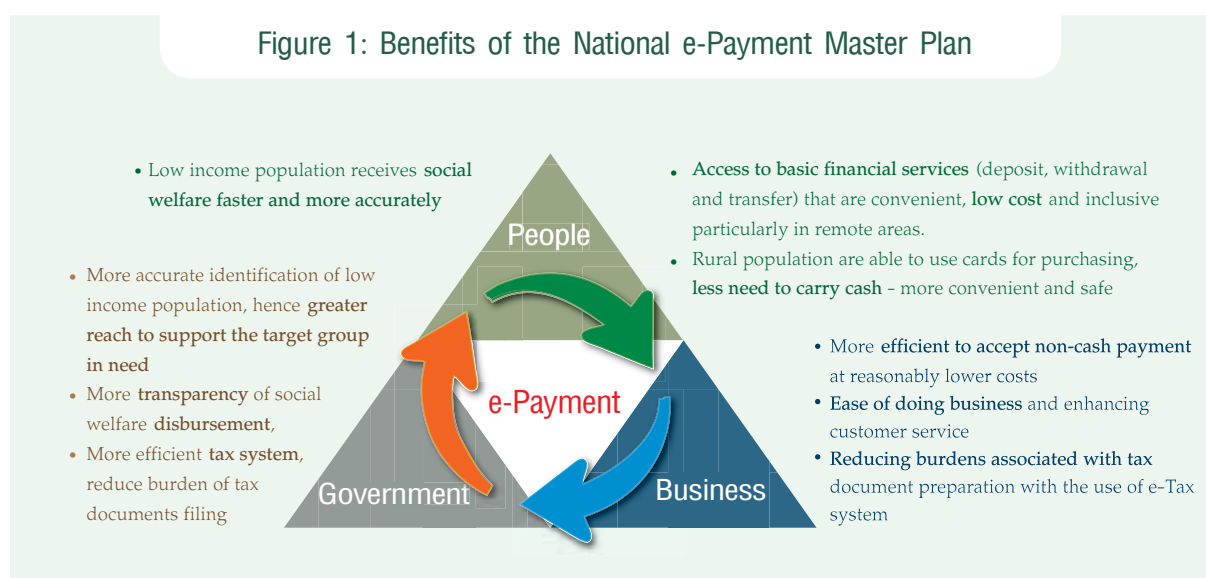 Figure 1: Benefits of the National e-Payment Master Plan
• Low income population receives social
welfare faster and more accurately
• Access to basic financial services (deposit, withdrawal
and transfer) that are convenient, low cost and inclusive
particularly in remote areas.
• Rural population are able to use cards for purchasing,
less need to carry cash – more convenient and safe
People
• More accurate identification of low
income population, hence greater
reach to support the target group
in need
• More transparency of social
welfare disbursement,
• More efficient tax system,
reduce burden of tax
documents filing
e-Payment
Government
Business
• More efficient to accept non-cash payment
at reasonably lower costs
• Ease of doing business and enhancing
customer service
• Reducing burdens associated with tax
document preparation with the use of e-Tax
system